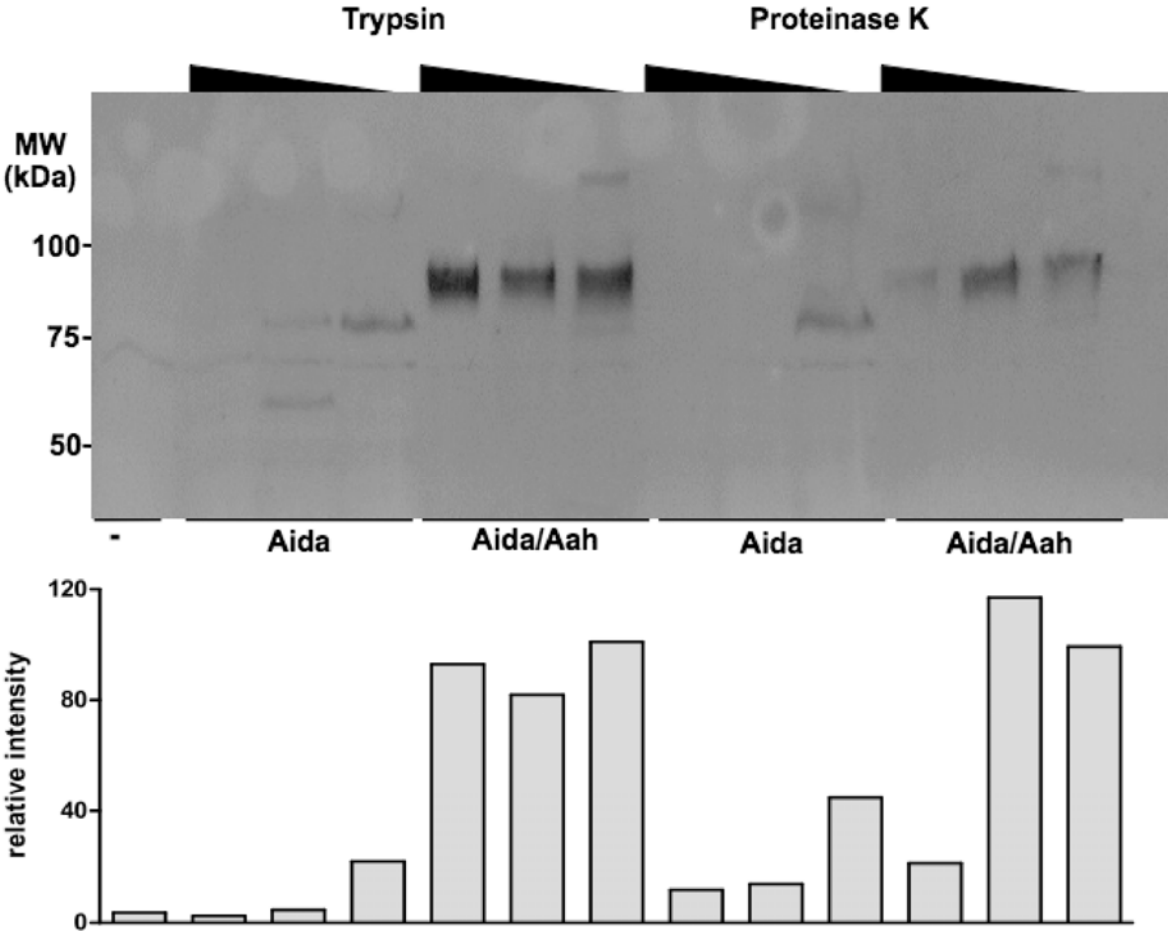 Trypsin Proteinase K
MW
(kDa)
100-
75-
50-
- Aida Aida/Aah Aida Aida/Aah
120
80
40
0
relative intensity